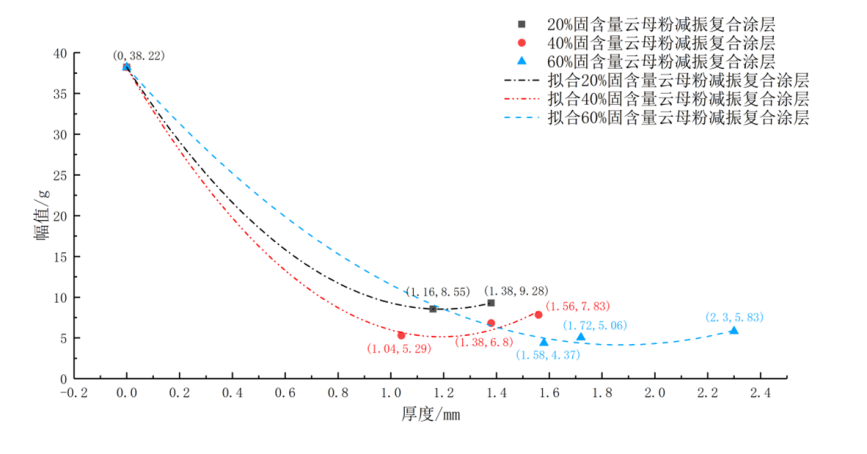 20%固含量云母粉减振复合涂层
40%固含量云母粉减振复合涂层
60%固含量云母粉减振复合涂层
拟合20%固含量云母粉减振复合涂层
拟合40%固含量云母粉减振复合涂层
拟合60%固含量云母粉减振复合涂层
(0,38.22)
40
35
30
25
20
15
10
5
0
幅值/g
(1.16,8.55)
(1.38,9.28)
(1.56,7.83)
(2.3,5.83)
(1.72,5.06)
(1.38,6.8)
(1.04,5.29)
(1.58,4.37)
-0.2 0.0 0.2 0.4 0.6 0.8 1.0 1.2 1.4 1.6 1.8 2.0 2.2 2.4
厚度/mm